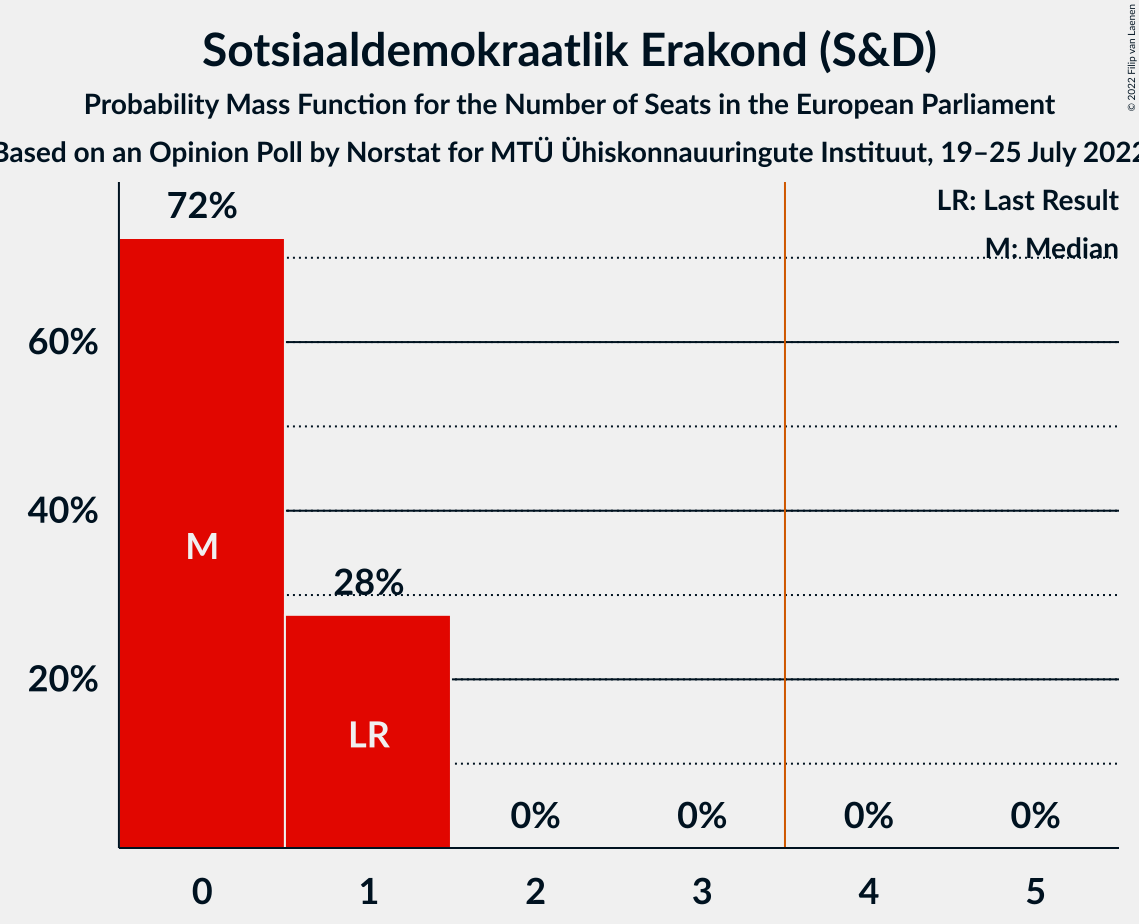 Sotsiaaldemokraatlik Erakond (S&D)
Probability Mass Function for the Number of Seats in the European Parliament
Based on an Opinion Poll by Norstat for MTÜ Ühiskonnauuringute Instituut, 19–25 July 2022
© 2022 Filip van Laenen
LR: Last Result
M: Median
72%
60%
40%
M
28%
20%
LR
0% 0% 0% 0%
0 1 2 3 4 5